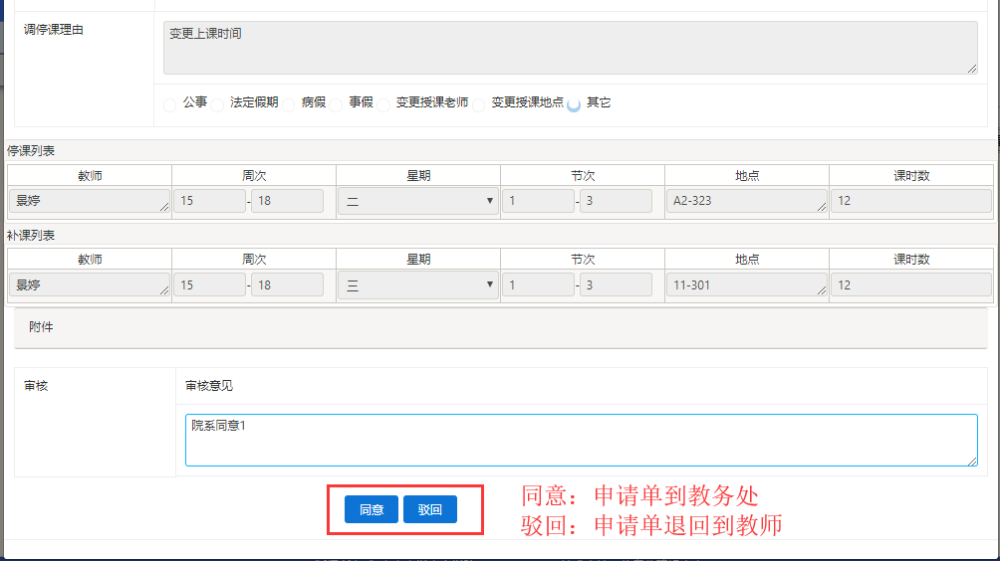 调停课理由
变更上课时间
公事 法定假期 病假 事假 变更授课老师 变更授课地点 其它
停课列表
教师 周次 星期 节次 地点 课时数
景婷 15 - 18 二 1 - 3 A2-323 12
补课列表
教师 周次 星期 节次 地点 课时数
景婷 15 - 18 三 1 - 3 11-301 12
附件
审核 审核意见
院系同意1
同意 驳回
同意：申请单到教务处
驳回：申请单退回到教师